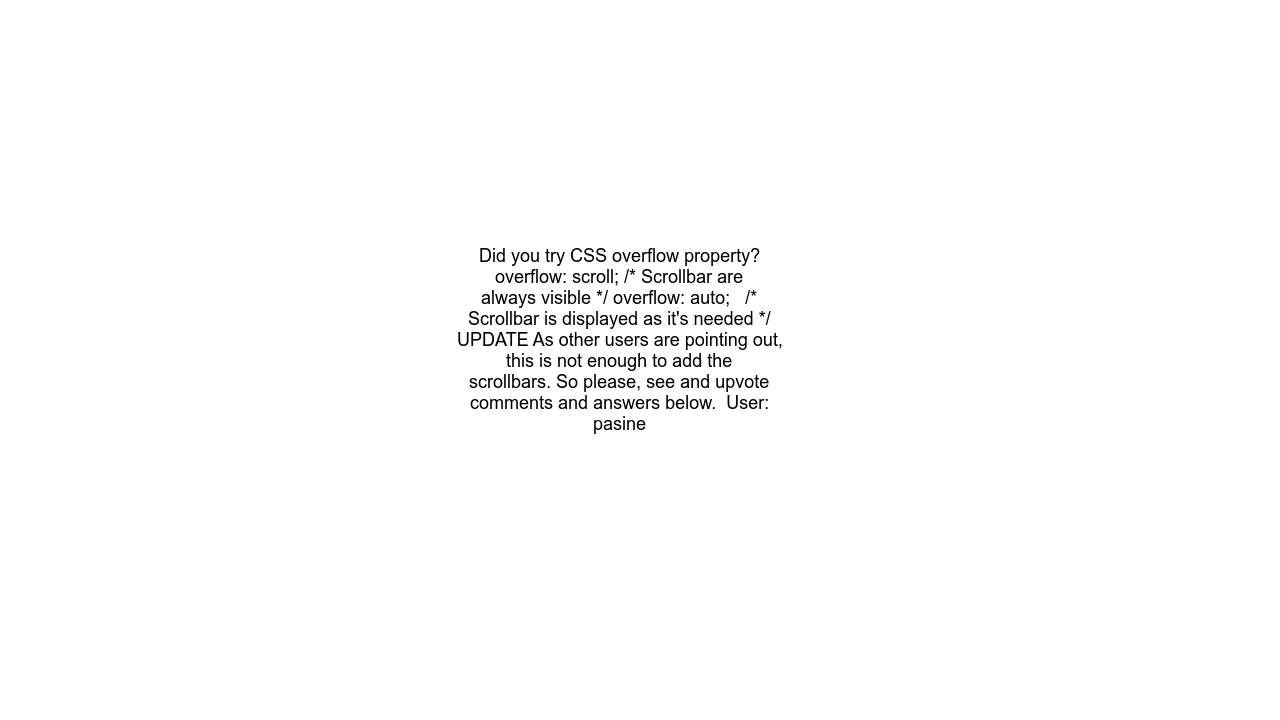 Did you try CSS overflow property?
overflow: scroll; /* Scrollbar are
always visible */ overflow: auto;   /*
Scrollbar is displayed as it's needed */
UPDATE As other users are pointing out,
this is not enough to add the
scrollbars. So please, see and upvote
comments and answers below.  User:
pasine